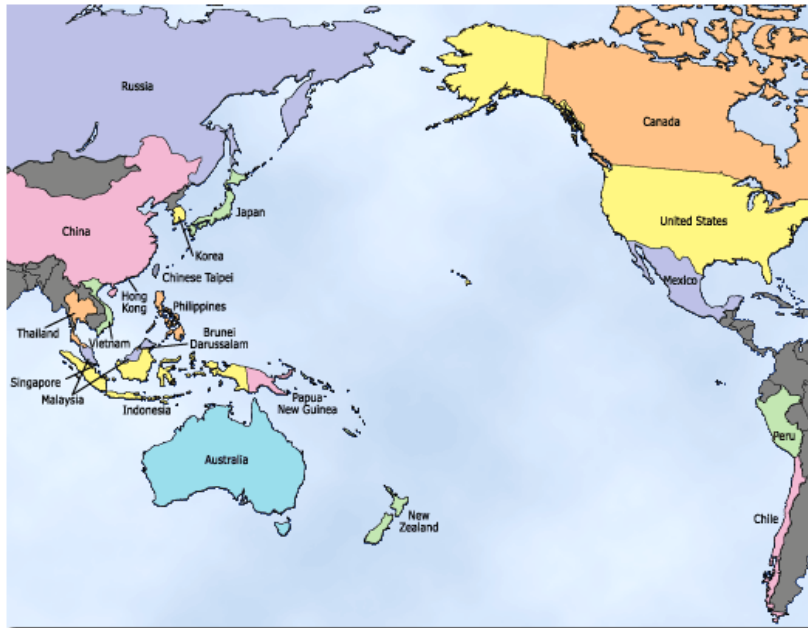 Russia
Canada
Japan
United States
China
Korea
Chinese Taipei
Mexico
Hong
Kong
Philippines
Thailand
Vietnam
Brunei
Darussalam
Singapore
Malaysia
Indonesia
Papua
New Guinea
Peru
Australia
New
Zealand
Chile